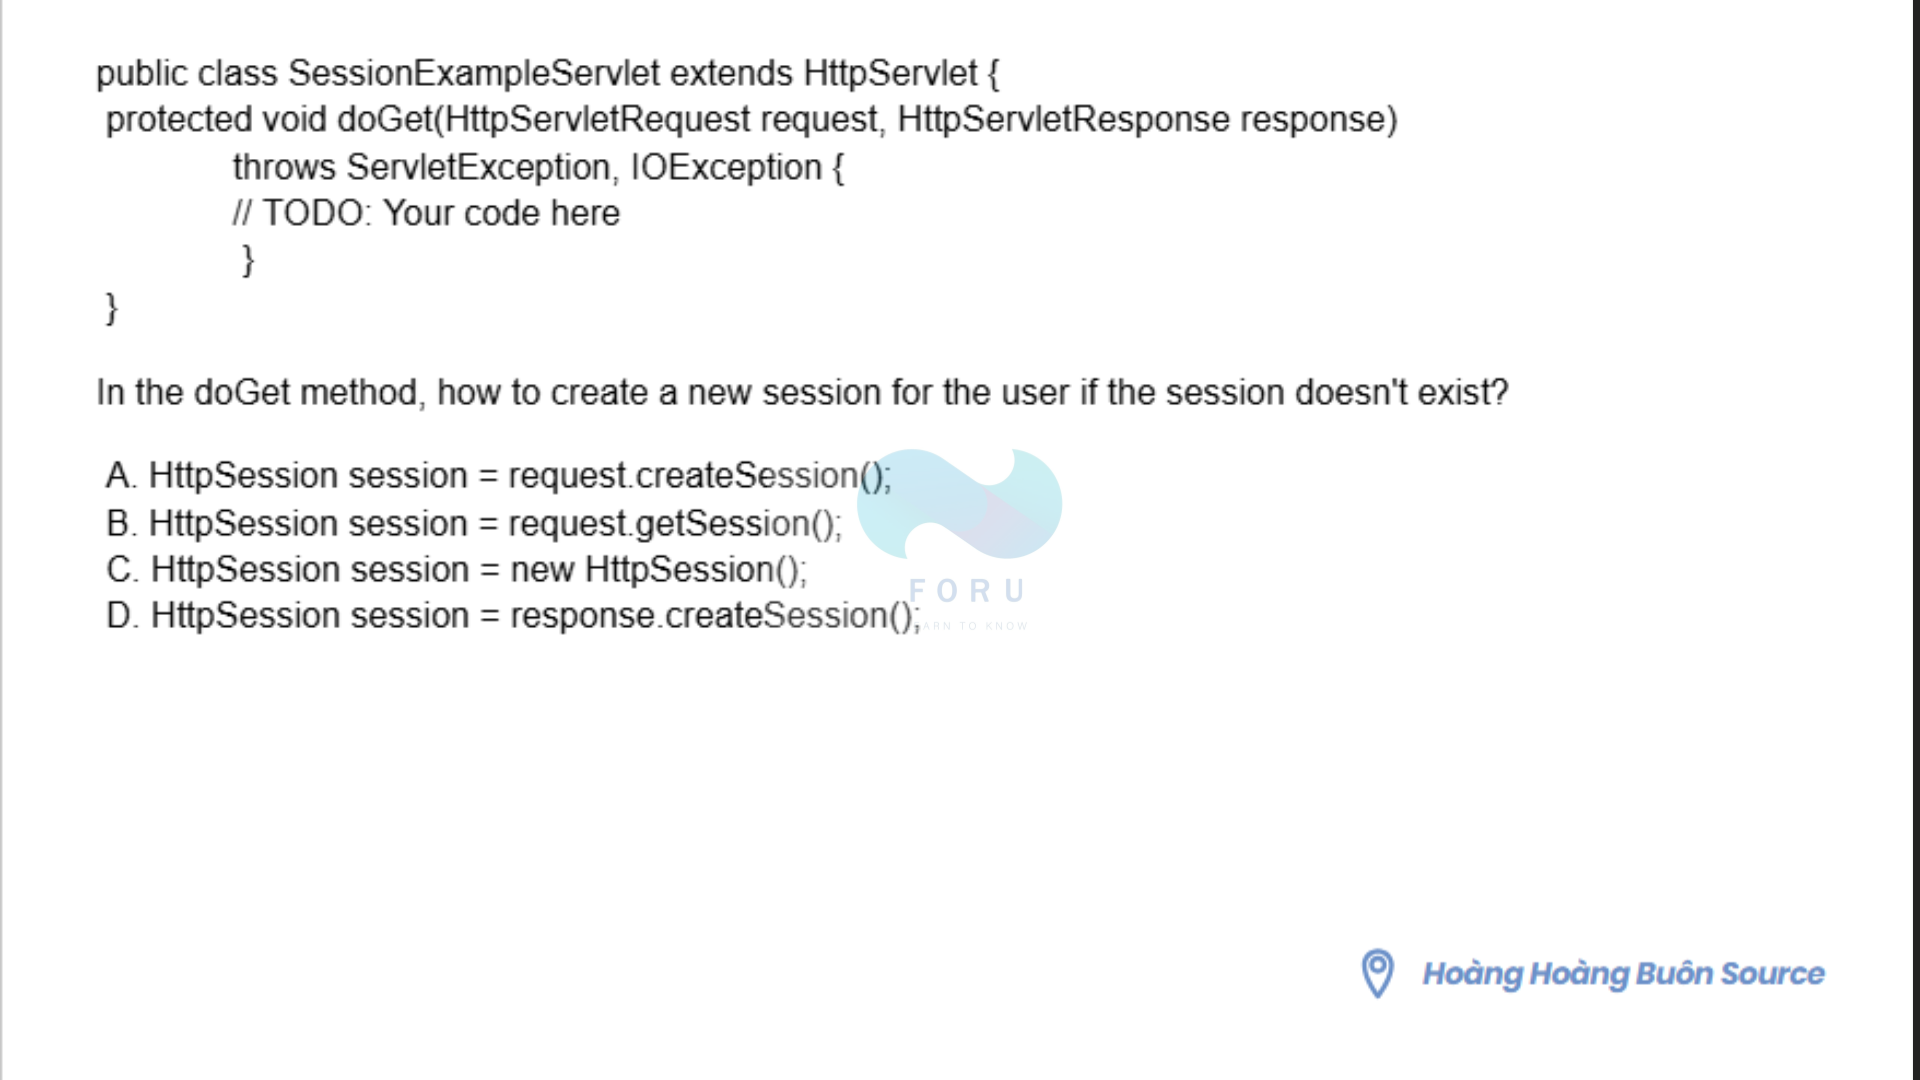 public class SessionExampleServlet extends HttpServlet {
protected void doGet(HttpServletRequest request, HttpServletResponse response)
throws ServletException, IOException {
// TODO: Your code here
}
}
In the doGet method, how to create a new session for the user if the session doesn't exist?
A. HttpSession session = request.createSession();
B. HttpSession session = request.getSession();
C. HttpSession session = new HttpSession();
D. HttpSession session = response.createSession();
FORU
ARN TO KNOW
Hoàng Hoàng Buôn Source